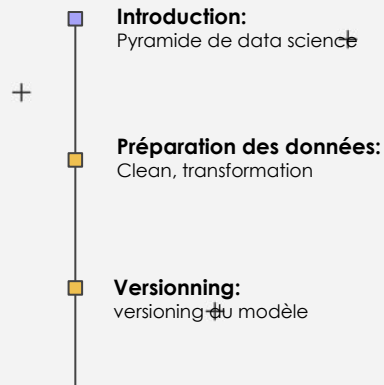 Introduction:
Pyramide de data science
Préparation des données:
Clean, transformation
Versionning:
versioning du modèle